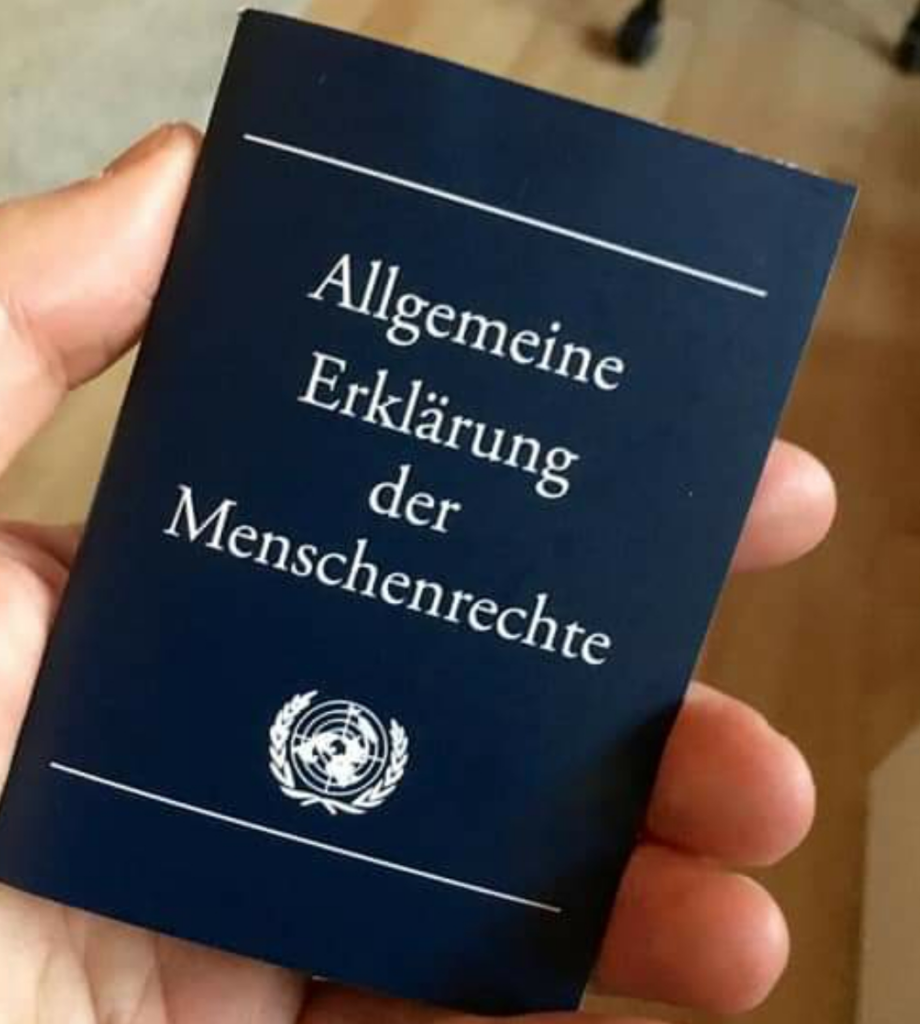 Allgemeine
Erklärung
der
Menschenrechte